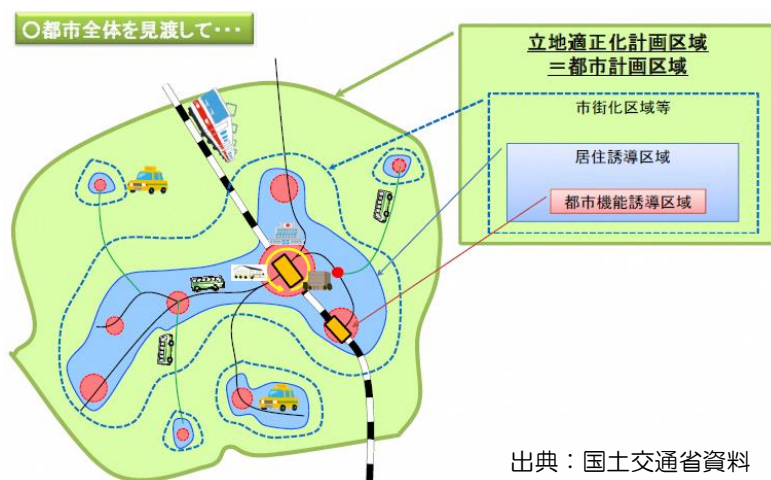 ○都市全体を見渡して・・・
立地適正化計画区域
＝都市計画区域
市街化区域等
居住誘導区域
都市機能誘導区域
出典：国土交通省資料